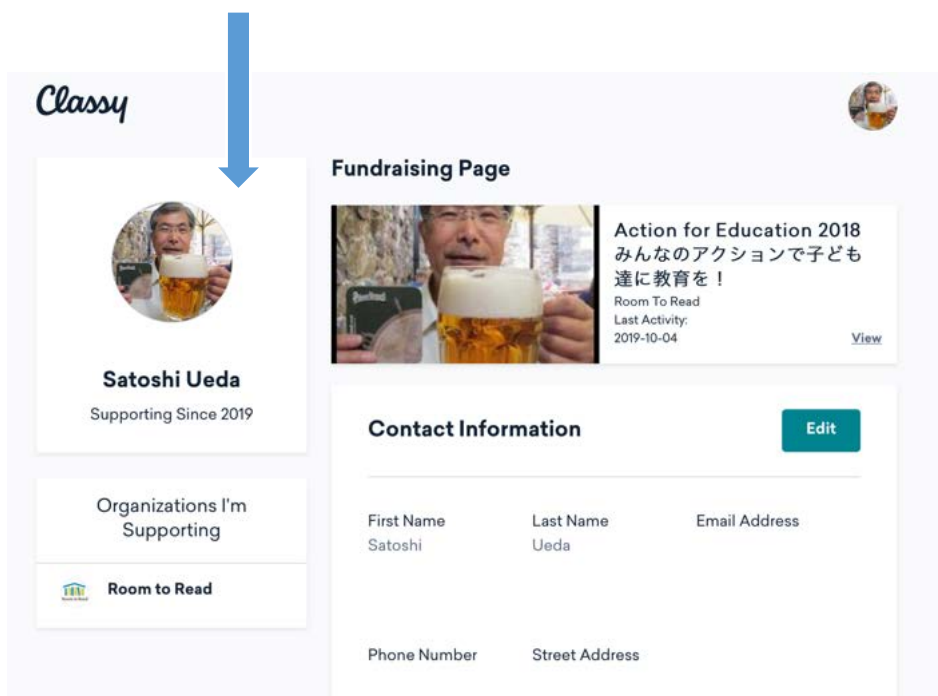 Classy
Satoshi Ueda
Supporting Since 2019
Organizations I'm
Supporting
Room to Read
Fundraising Page
Action for Education 2018
みんなのアクションで子ども
達に教育を！
Room To Read
Last Activity:
2019-10-04
View
Contact Information
Edit
First Name
Last Name
Email Address
Satoshi
Ueda
Phone Number
Street Address